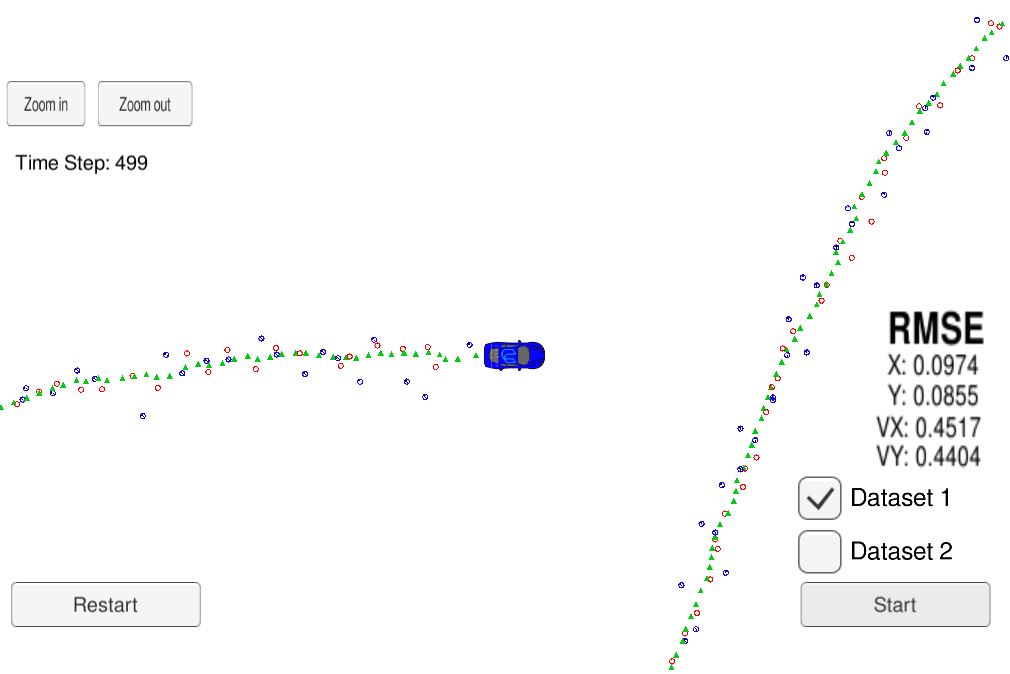 Zoom in
Zoom out
Time Step: 499
RMSE
X: 0.0974
Y: 0.0855
VX: 0.4517
VY: 0.4404
Dataset 1
Dataset 2
Restart
Start